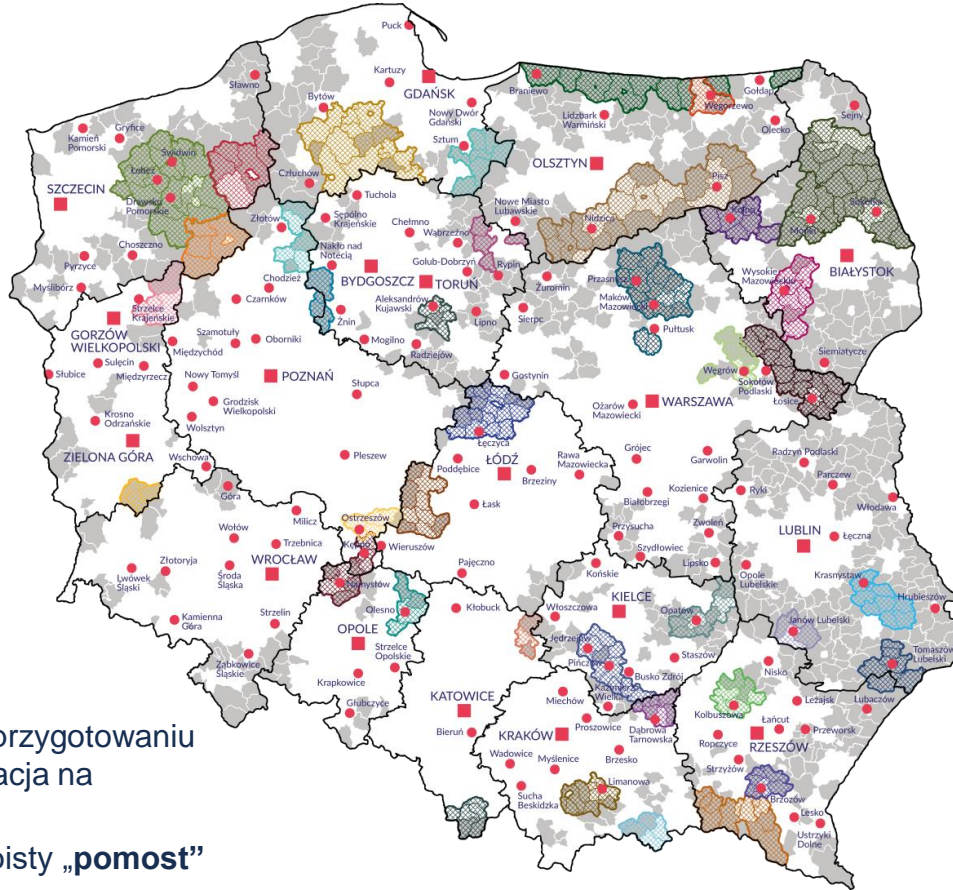 Puck
Kartuzy
GDAŃSK
Sławno
Bytów
Nowy Dwór
Gdański
Sztum
Braniewo
Lidzbark
Warmiński
Węgorzewo
Gołdap
Olecko
Sejny
Kamień
Pomorski
Gryfice
Świdwin
Łobez
Drawsko
Pomorskie
SZCZECIN
Człuchów
Tuchola
OLSZTYN
Pisz
Nidzica
Nowe Miasto
Lubawskie
Kolno
Mońki
Sokółka
Choszczno
Pyrzyce
Myślibórz
Złotów
Sępólno
Krajeńskie
Chełmno
Wąbrzeźno
Nakło nad
Notecią
Golub-Dobrzyń
Rypin
BYDGOSZCZ
TORUŃ
Chodzież
Aleksandrów
Kujawski
Lipno
Żuromin
Sierpc
Przasnysz
Maków
Mazowiecki
Pułtusk
Wysokie
Mazowieckie
BIAŁYSTOK
Strzelce
Krajeńskie
Czarnków
Żnin
Mogilno
Radziejów
GORZÓW
WIELKOPOLSKI
Szamotuły
Oborniki
Międzychód
Sulęcin
Słubice
Międzyrzecz
Nowy Tomyśl
POZNAŃ
Słupca
Gostynin
Węgrów
Sokołów
Podlaski
Siemiatycze
Łosice
Ożarów
Mazowiecki
WARSZAWA
Grodzisk
Wielkopolski
Wolsztyn
Krosno
Odrzańskie
ZIELONA GÓRA
Wschowa
Pleszew
Łęczyca
ŁÓDŹ
Poddębice
Brzeziny
Rawa
Mazowiecka
Łask
Grójec
Garwolin
Białobrzegi
Kozienice
Ryki
Radzyń Podlaski
Parczew
Włodawa
Góra
Milicz
Ostrzeszów
Kępno
Wieruszów
Wołów
Trzebnica
WROCŁAW
Środa
Śląska
Złotoryja
Lwówek
Śląski
Kamienna
Góra
Strzelin
Namysłów
Pajęczno
Przysucha
Szydłowiec
Zwoleń
Lipsko
LUBLIN
Łęczna
Opole
Lubelskie
Krasnystaw
Hrubieszów
Końskie
KIELCE
Włoszczowa
Opatów
Janów Lubelski
Olesno
Kłobuck
OPOLE
Strzelce
Opolskie
Jędrzejów
Pińczów
Busko Zdrój
Staszów
Kazimierza
Wielka
Tomaszów
Lubelski
Ząbkowice
Śląskie
Krapkowice
Głubczyce
KATOWICE
Bieruń
Miechów
Proszowice
Dąbrowa
Tarnowska
KRAKÓW
Nisko
Kolbuszowa
Leżajsk
Lubaczów
Łańcut
Przeworsk
RZESZÓW
Ropczyce
Strzyżów
Wadowice
Myślenice
Brzesko
Sucha
Beskidzka
Limanowa
Brzozów
Lesko
Ustrzyki
Dolne
przygotowaniu
acja na
bisty „pomost”